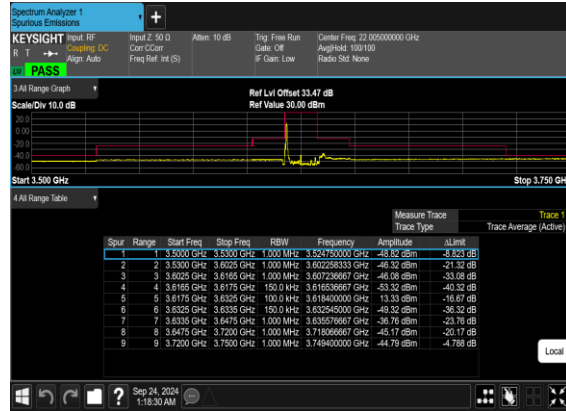 Spectrum Analyzer 1
Spurious Emissions
+
KEYSIGHT Input: RF Input Z: 50 Ω Atten: 10 dB Trig: Free Run Center Freq: 22.005000000 GHz
R T Coupling: DC Corr CCorr Gate: Off Avg|Hold: 100/100
Align: Auto Freq Ref: Int (S) IF Gain: Low Radio Std: None
PASS
3 All Range Graph
Ref Lvl Offset 33.47 dB
Scale/Div 10.0 dB Ref Value 30.00 dBm
20.0
0.00
-20.0
-40.0
-60.0
Start 3.500 GHz Stop 3.750 GH
4 All Range Table
Measure Trace Trace 1
Trace Type Trace Average (Active)
Spur Range Start Freq Stop Freq RBW Frequency Amplitude ΔLimit
1 1 3.5000 GHz 3.5300 GHz 1.000 MHz 3.524750000 GHz -48.82 dBm -8.823 dB
2 2 3.5300 GHz 3.6025 GHz 1.000 MHz 3.602258333 GHz -46.32 dBm -21.32 dB
3 3 3.6025 GHz 3.6165 GHz 1.000 MHz 3.607236667 GHz -46.08 dBm -33.08 dB
4 4 3.6165 GHz 3.6175 GHz 150.0 kHz 3.616536667 GHz -53.32 dBm -40.32 dB
5 5 3.6175 GHz 3.6325 GHz 100.0 kHz 3.618400000 GHz 13.33 dBm -16.67 dB
6 6 3.6325 GHz 3.6335 GHz 150.0 kHz 3.632545000 GHz -49.32 dBm -36.32 dB
7 7 3.6335 GHz 3.6475 GHz 1.000 MHz 3.635576667 GHz -36.76 dBm -23.76 dB
8 8 3.6475 GHz 3.7200 GHz 1.000 MHz 3.718066667 GHz -45.17 dBm -20.17 dB
9 9 3.7200 GHz 3.7500 GHz 1.000 MHz 3.749400000 GHz -44.79 dBm -4.788 dB
Local
? Sep 24, 2024
1:18:30 AM